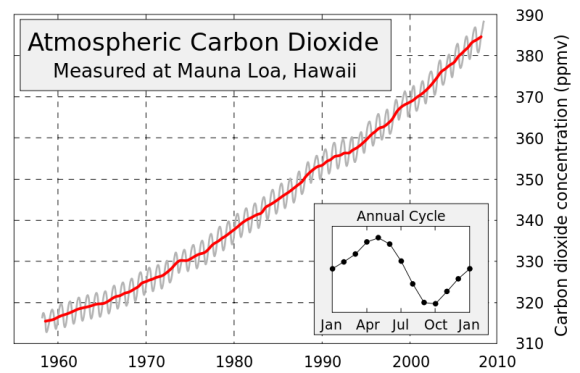 Atmospheric Carbon Dioxide
Measured at Mauna Loa, Hawaii
390
380
370
360
350
340
330
320
310
Carbon dioxide concentration (ppmv)
Annual Cycle
Jan Apr Jul Oct Jan
1960 1970 1980 1990 2000 2010